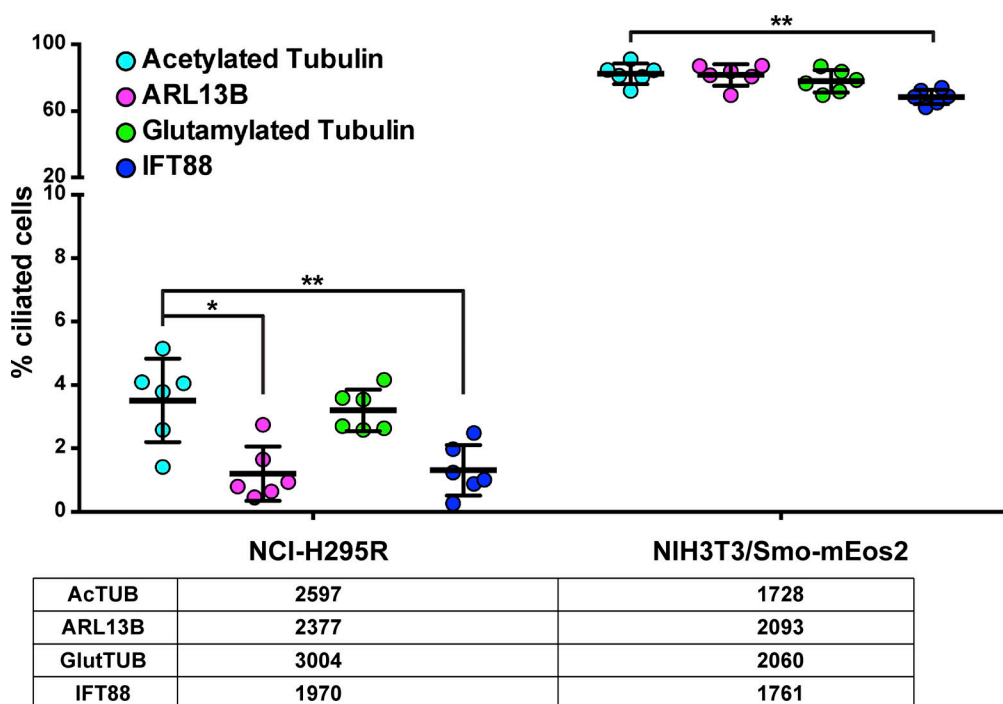 **
100
60
20
10
8
6
4
2
0
% ciliated cells
Acetylated Tubulin
ARL13B
Glutamylated Tubulin
IFT88
**
*
NCI-H295R NIH3T3/Smo-mEos2
AcTUB 2597 1728
ARL13B 2377 2093
GlutTUB 3004 2060
IFT88 1970 1761